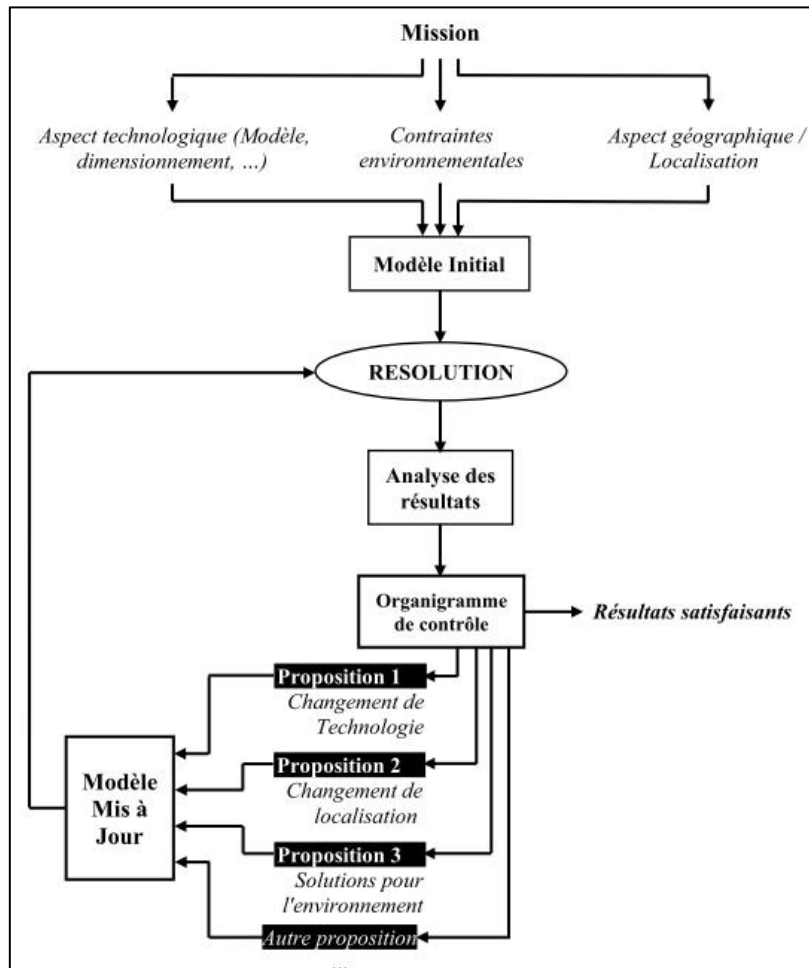 Mission
Aspect technologique (Modèle,
dimensionnement, ...)
Contraintes
environnementales
Aspect géographique /
Localisation
Modèle Initial
RESOLUTION
Analyse des
résultats
Organigramme
de contrôle
Résultats satisfaisants
Proposition 1
Changement de
Technologie
Proposition 2
Changement de
localisation
Proposition 3
Solutions pour
l'environnement
Autre proposition
...
Modèle
Mis à
Jour